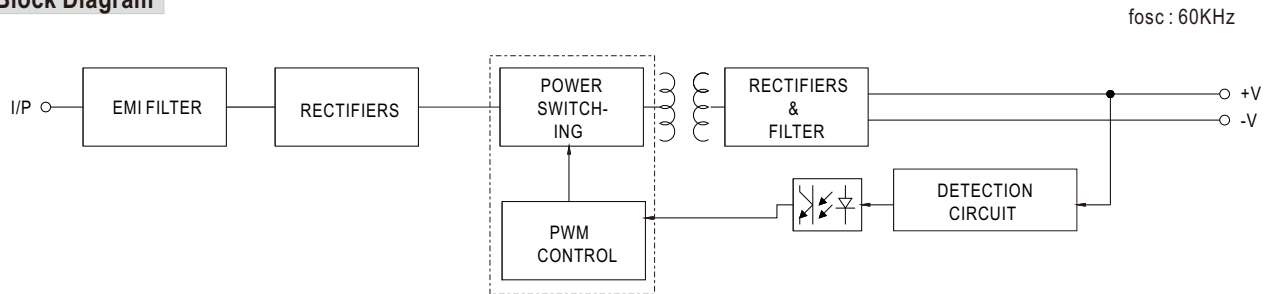 Block Diagram
fosc : 60KHz
I/P
EMI FILTER
RECTIFIERS
POWER
SWITCH-
ING
RECTIFIERS
&
FILTER
+V
-V
PWM
CONTROL
DETECTION
CIRCUIT